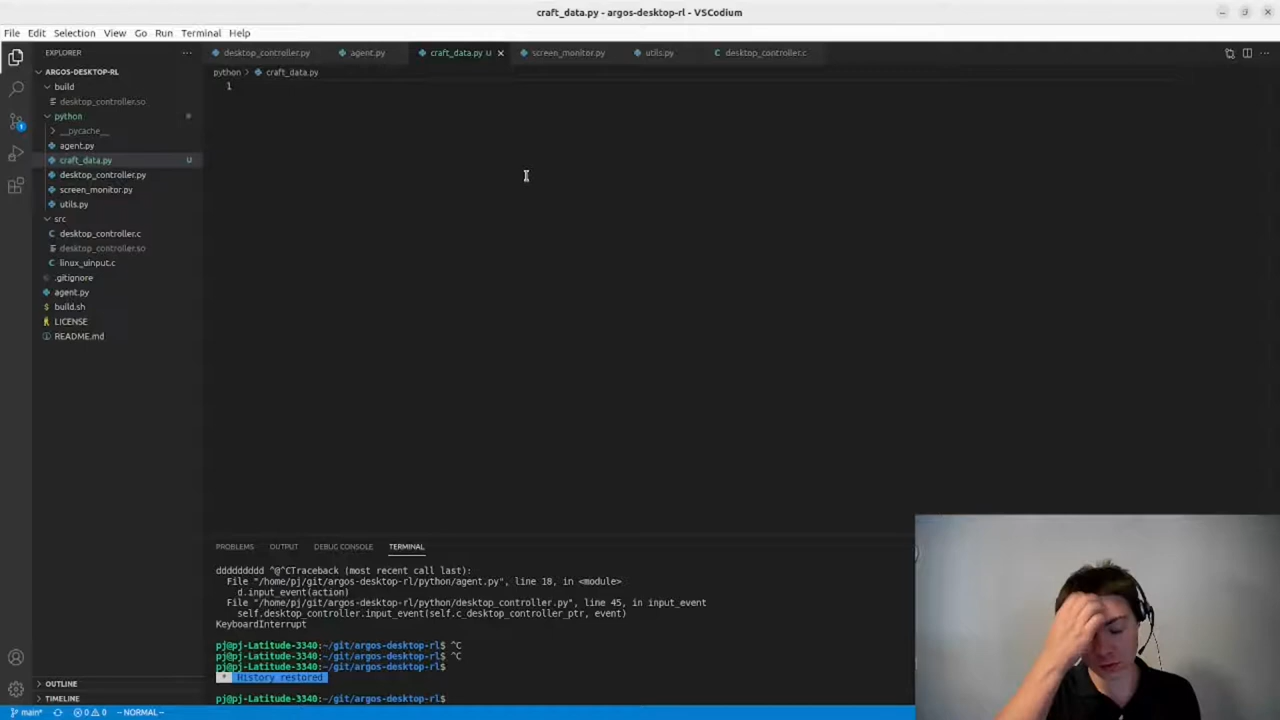 craft_data.py - argos-desktop-rl - VSCodium
File Edit Selection View Go Run Terminal Help
EXPLORER
desktop_controller.py agent.py craft_data.py U screen_monitor.py utils.py desktop_controller.c
ARGOS-DESKTOP-RL
python > craft_data.py
build
1
desktop_controller.so
python
__pycache__
agent.py
craft_data.py U
desktop_controller.py
screen_monitor.py
utils.py
src
desktop_controller.c
desktop_controller.so
linux_uinput.c
.gitignore
agent.py
build.sh
LICENSE
README.md
PROBLEMS OUTPUT DEBUG CONSOLE TERMINAL
ddddddddd ^@^CTraceback (most recent call last):
File "/home/pj/git/argos-desktop-rl/python/agent.py", line 18, in <module>
d.input_event(action)
File "/home/pj/git/argos-desktop-rl/python/desktop_controller.py", line 45, in input_event
self.desktop_controller.input_event(self.c_desktop_controller_ptr, event)
KeyboardInterrupt
pj@pj-Latitude-3340:~/git/argos-desktop-rl$ ^C
pj@pj-Latitude-3340:~/git/argos-desktop-rl$ ^C
pj@pj-Latitude-3340:~/git/argos-desktop-rl$
* History restored
pj@pj-Latitude-3340:~/git/argos-desktop-rl$
OUTLINE
TIMELINE
main* 0 0 -- NORMAL --